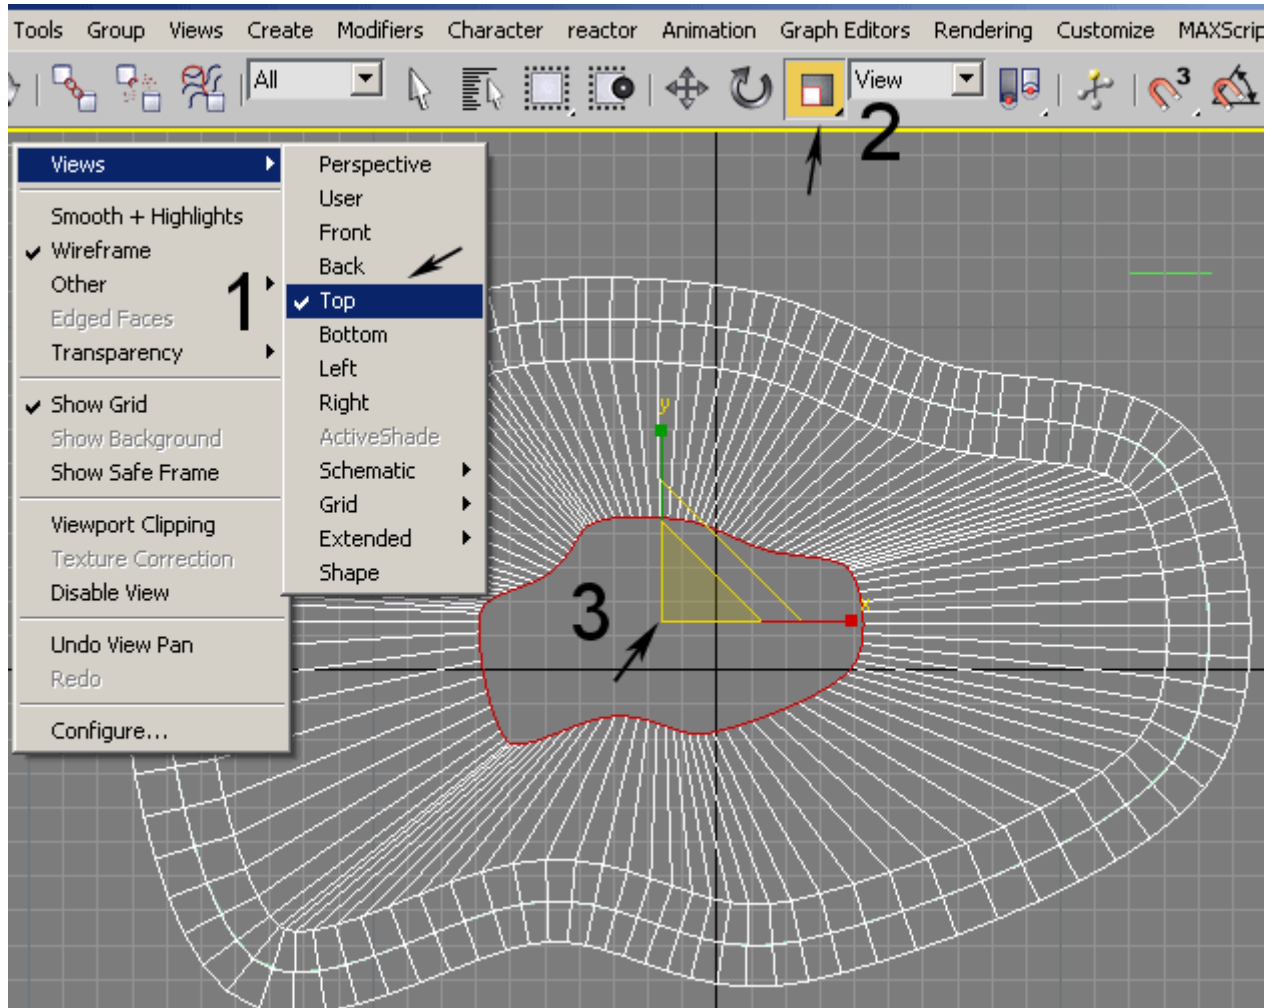 Tools Group Views Create Modifiers Character reactor Animation Graph Editors Rendering Customize MAXScrip
All View 3
2
Views
Smooth + Highlights
Wireframe
Other
Edged Faces
Transparency
Show Grid
Show Background
Show Safe Frame
Viewport Clipping
Texture Correction
Disable View
Undo View Pan
Redo
Configure...
1
Perspective
User
Front
Back
Top
Bottom
Left
Right
ActiveShade
Schematic
Grid
Extended
Shape
y
x
3